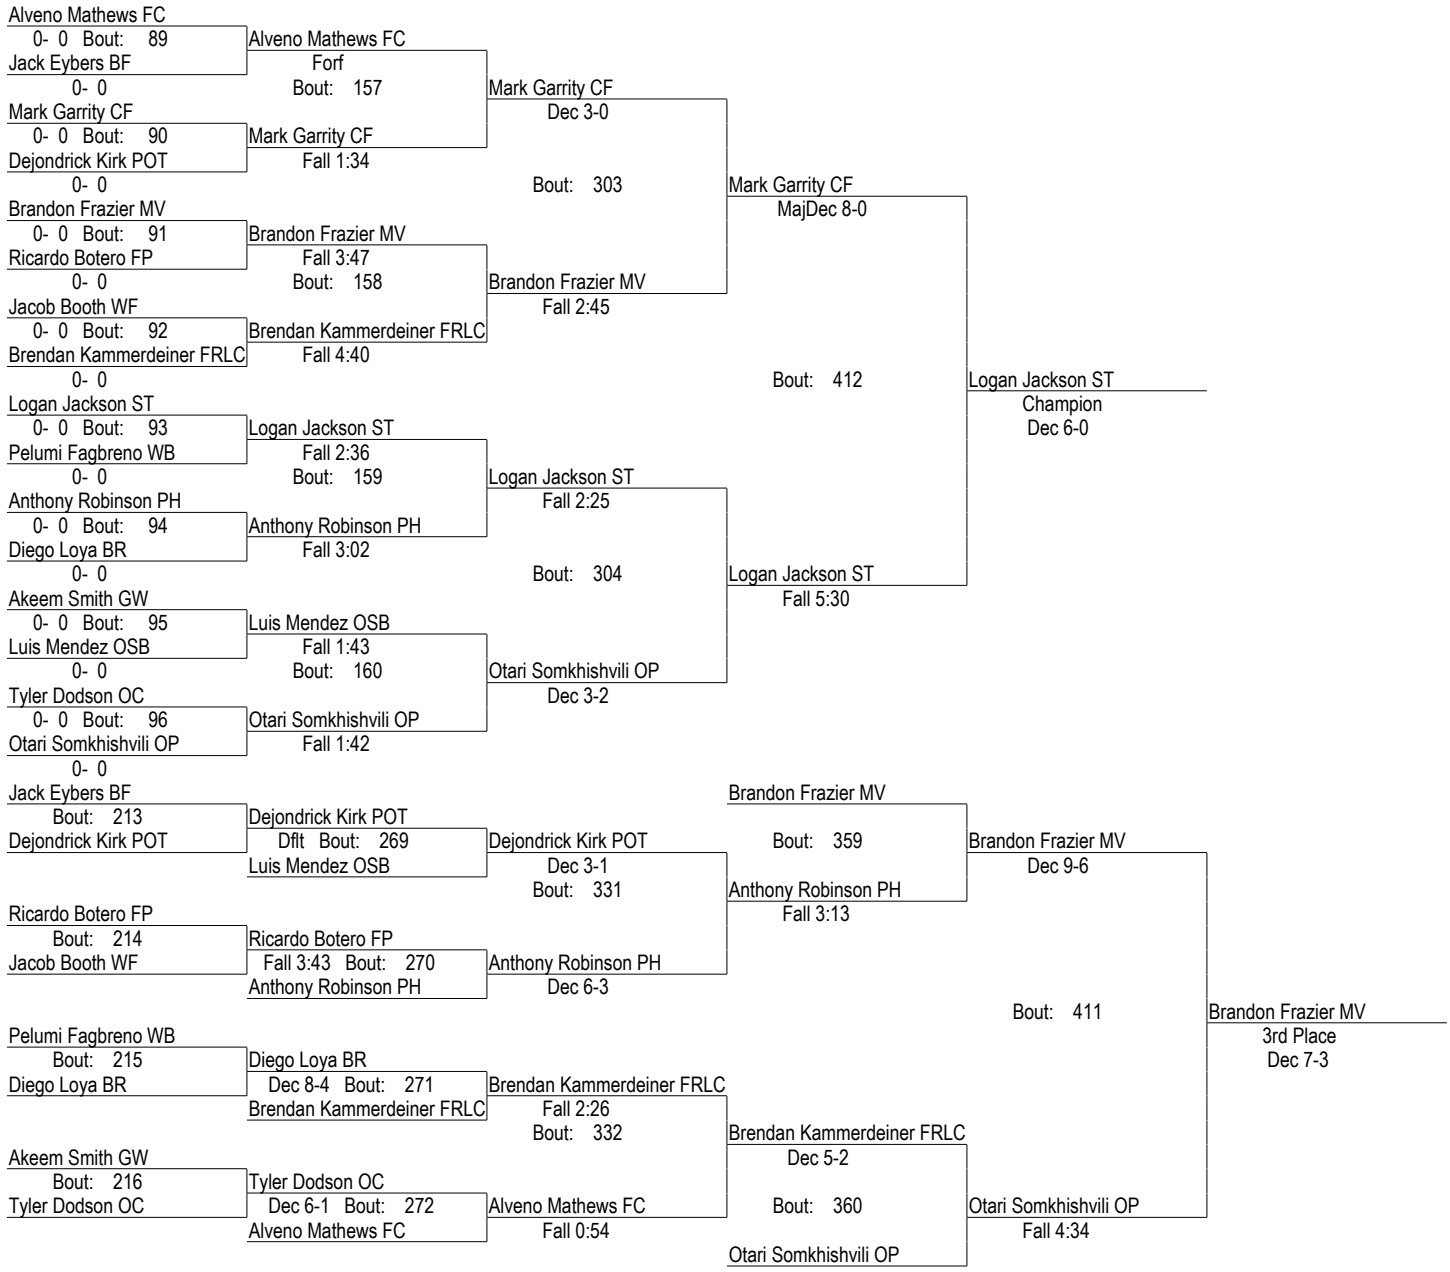 Alveno Mathews FC
0- 0 Bout: 89 Alveno Mathews FC
Jack Eybers BF Forf
0- 0 Bout: 157 Mark Garrity CF
Mark Garrity CF Dec 3-0
0- 0 Bout: 90 Mark Garrity CF
Dejondrick Kirk POT Fall 1:34
0- 0 Bout: 303 Mark Garrity CF
Brandon Frazier MV MajDec 8-0
0- 0 Bout: 91 Brandon Frazier MV
Ricardo Botero FP Fall 3:47
0- 0 Bout: 158 Brandon Frazier MV
Jacob Booth WF Fall 2:45
0- 0 Bout: 92 Brendan Kammerdeiner FRLC
Brendan Kammerdeiner FRLC Fall 4:40
0- 0 Bout: 412 Logan Jackson ST
Logan Jackson ST Champion
0- 0 Bout: 93 Logan Jackson ST Dec 6-0
Pelumi Fagbreno WB Fall 2:36
0- 0 Bout: 159 Logan Jackson ST
Anthony Robinson PH Fall 2:25
0- 0 Bout: 94 Anthony Robinson PH
Diego Loya BR Fall 3:02
0- 0 Bout: 304 Logan Jackson ST
Akeem Smith GW Fall 5:30
0- 0 Bout: 95 Luis Mendez OSB
Luis Mendez OSB Fall 1:43
0- 0 Bout: 160 Otari Somkhishvili OP
Tyler Dodson OC Dec 3-2
0- 0 Bout: 96 Otari Somkhishvili OP
Otari Somkhishvili OP Fall 1:42
0- 0
Jack Eybers BF Brandon Frazier MV
Bout: 213 Dejondrick Kirk POT
Dejondrick Kirk POT Dflt Bout: 269 Dejondrick Kirk POT Bout: 359 Brandon Frazier MV
Luis Mendez OSB Dec 3-1 Dec 9-6
Bout: 331 Anthony Robinson PH
Ricardo Botero FP Fall 3:13
Bout: 214 Ricardo Botero FP
Jacob Booth WF Fall 3:43 Bout: 270 Anthony Robinson PH
Anthony Robinson PH Dec 6-3
Bout: 411 Brandon Frazier MV
Pelumi Fagbreno WB 3rd Place
Bout: 215 Diego Loya BR Dec 7-3
Diego Loya BR Dec 8-4 Bout: 271 Brendan Kammerdeiner FRLC
Brendan Kammerdeiner FRLC Fall 2:26
Bout: 332 Brendan Kammerdeiner FRLC
Akeem Smith GW Dec 5-2
Bout: 216 Tyler Dodson OC
Tyler Dodson OC Dec 6-1 Bout: 272 Alveno Mathews FC Bout: 360 Otari Somkhishvili OP
Alveno Mathews FC Fall 0:54 Fall 4:34
Otari Somkhishvili OP